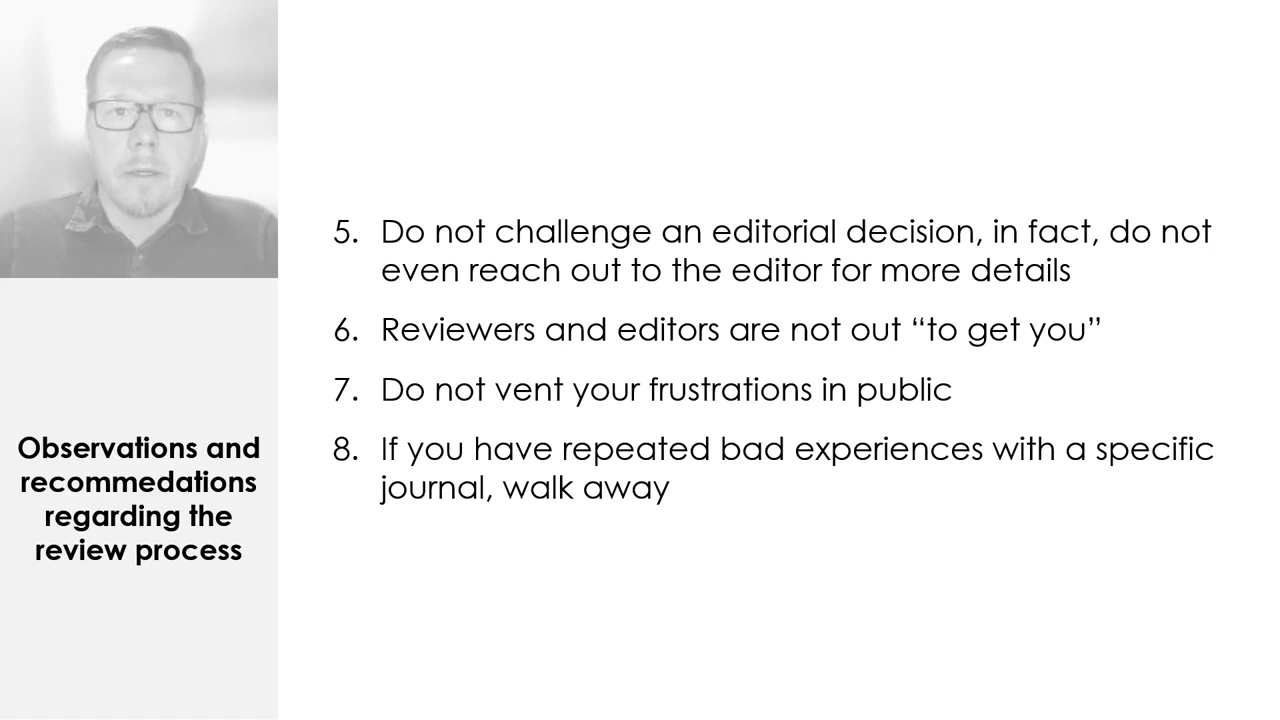 Observations and
recommedations
regarding the
review process
5. Do not challenge an editorial decision, in fact, do not
even reach out to the editor for more details
6. Reviewers and editors are not out “to get you”
7. Do not vent your frustrations in public
8. If you have repeated bad experiences with a specific
journal, walk away